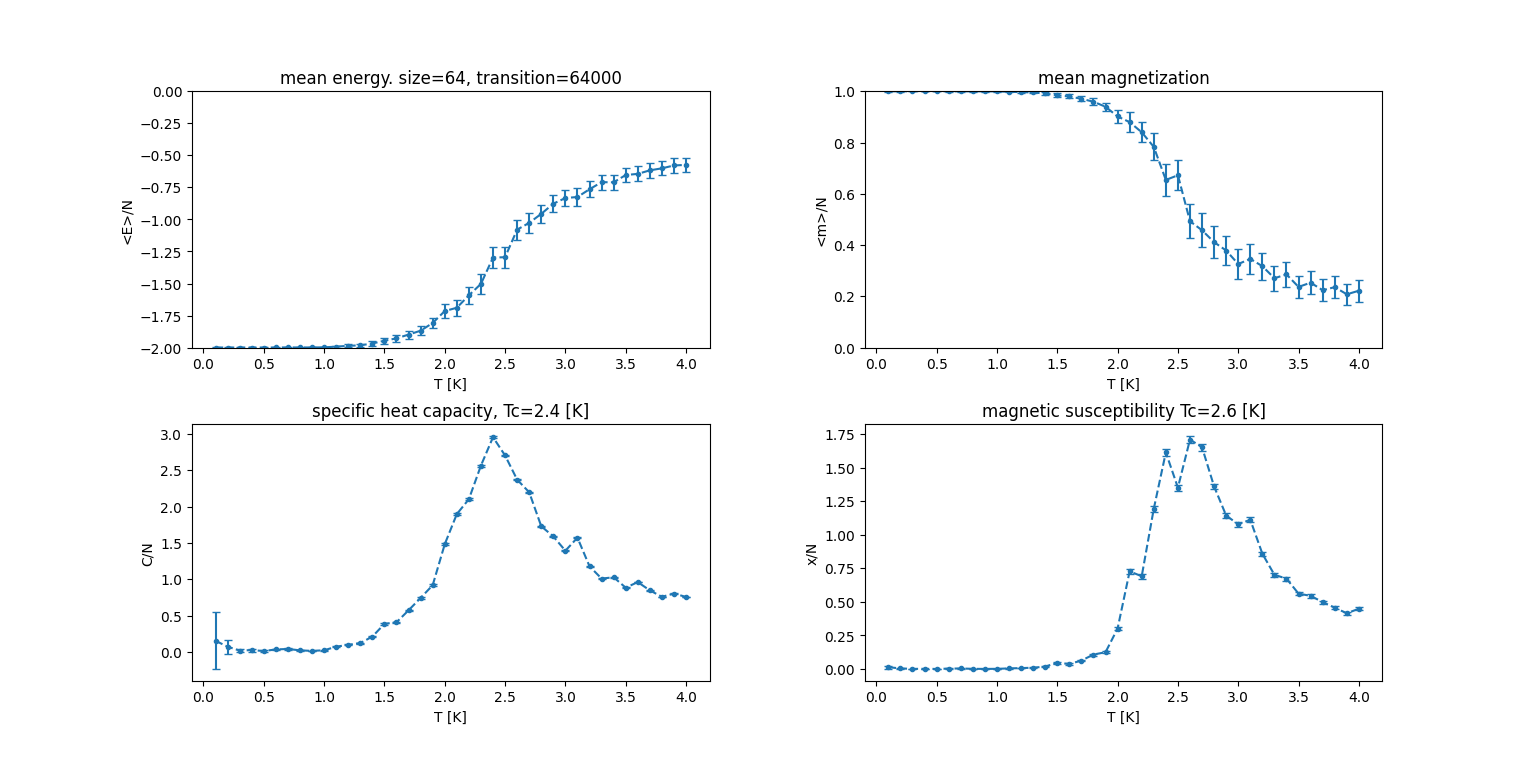 mean energy. size=64, transition=64000
0.00
−0.25
−0.50
−0.75
−1.00
−1.25
−1.50
−1.75
−2.00
<E>/N
0.0 0.5 1.0 1.5 2.0 2.5 3.0 3.5 4.0
T [K]
mean magnetization
1.0
0.8
0.6
0.4
0.2
0.0
<m>/N
0.0 0.5 1.0 1.5 2.0 2.5 3.0 3.5 4.0
T [K]
specific heat capacity, Tc=2.4 [K]
3.0
2.5
2.0
1.5
1.0
0.5
0.0
C/N
0.0 0.5 1.0 1.5 2.0 2.5 3.0 3.5 4.0
T [K]
magnetic susceptibility Tc=2.6 [K]
1.75
1.50
1.25
1.00
0.75
0.50
0.25
0.00
x/N
0.0 0.5 1.0 1.5 2.0 2.5 3.0 3.5 4.0
T [K]